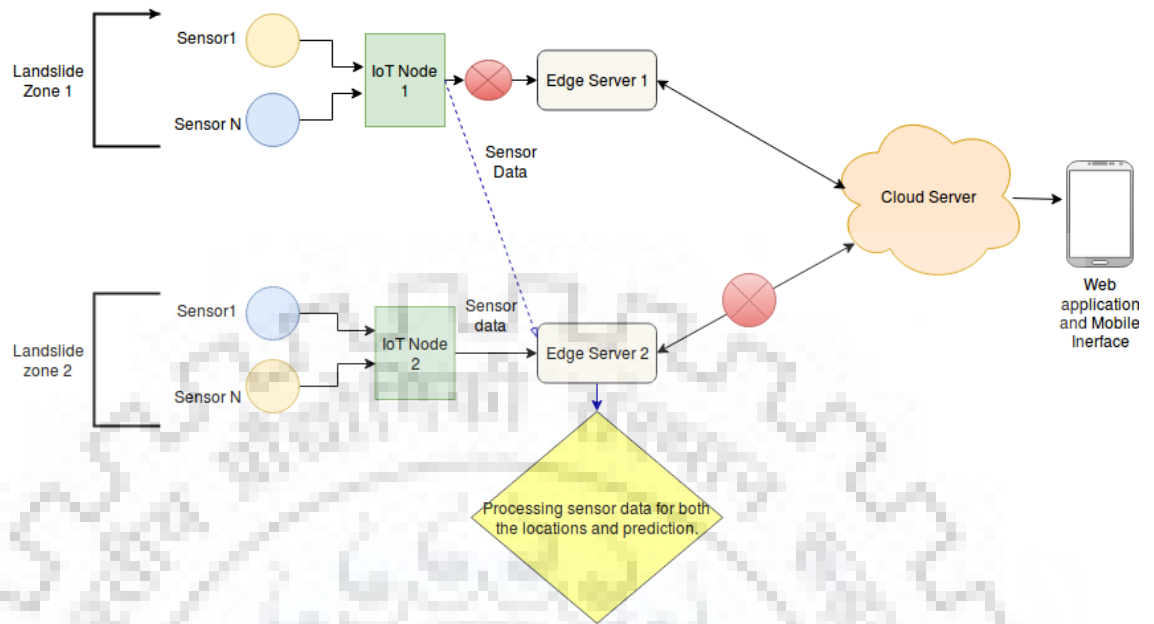 Landslide
Zone 1
Sensor1
Sensor N
IoT Node
1
Edge Server 1
Sensor
Data
Cloud Server
Web
application
and Mobile
Inerface
Landslide
zone 2
Sensor1
Sensor N
IoT Node
2
Sensor
data
Edge Server 2
Processing sensor data for both
the locations and prediction.